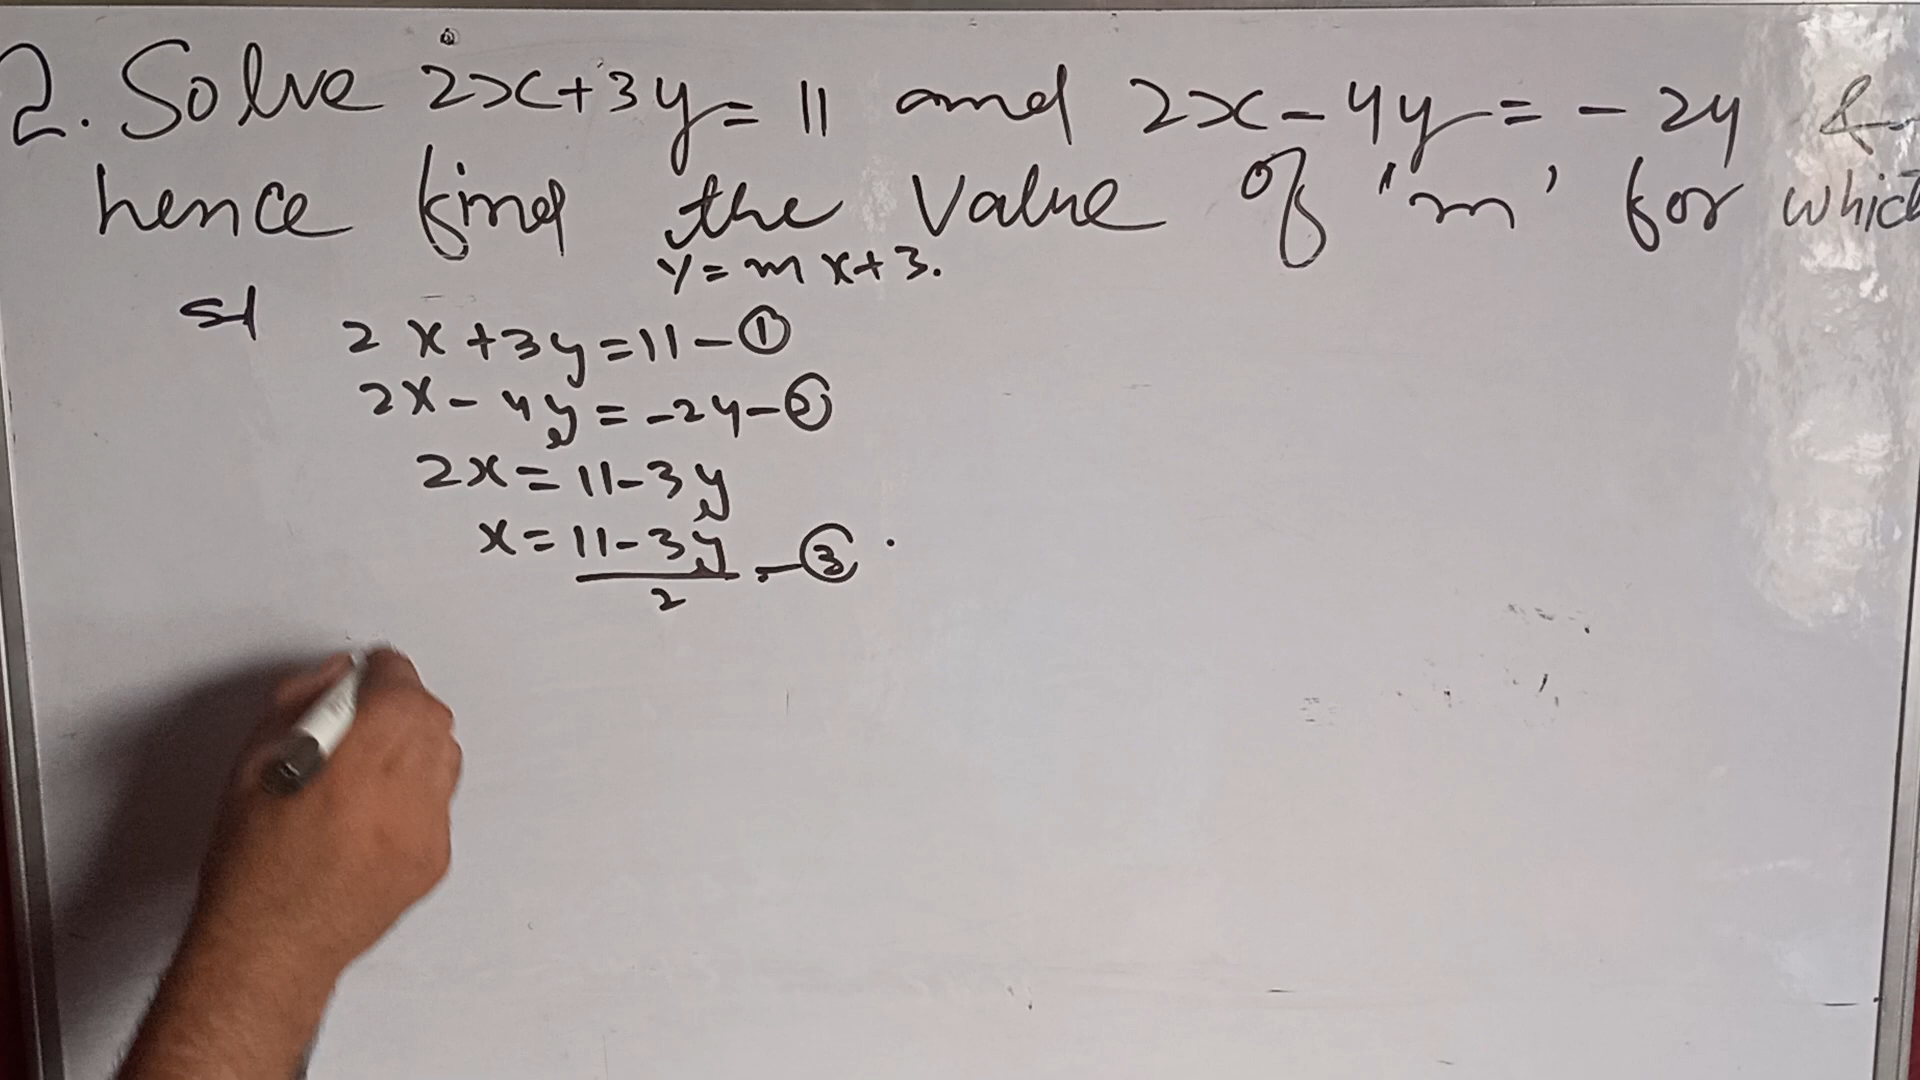 2. Solve 2x+3y=11 and 2x-4y=-24 &
hence find the value of 'm' for which
y=mx+3.
Sol
2x+3y=11-①
2x-4y=-24-②
2x=11-3y
x=11-3y/2-③.